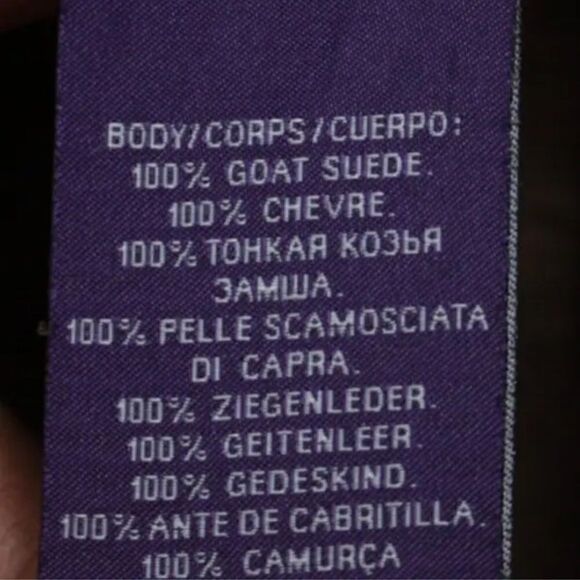 BODY/CORPS/CUERPO:
100% GOAT SUEDE.
100% CHEVRE.
100% ТОНКАЯ КОЗЬЯ
ЗАМША.
100% PELLE SCAMOSCIATA
DI CAPRA.
100% ZIEGENLEDER.
100% GEITENLEER.
100% GEDESKIND.
100% ANTE DE CABRITILLA.
100% CAMURÇA